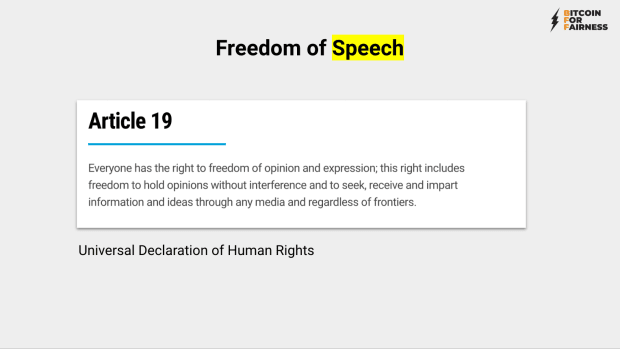 BITCOIN
FOR
FAIRNESS
Freedom of Speech
Article 19
Everyone has the right to freedom of opinion and expression; this right includes
freedom to hold opinions without interference and to seek, receive and impart
information and ideas through any media and regardless of frontiers.
Universal Declaration of Human Rights